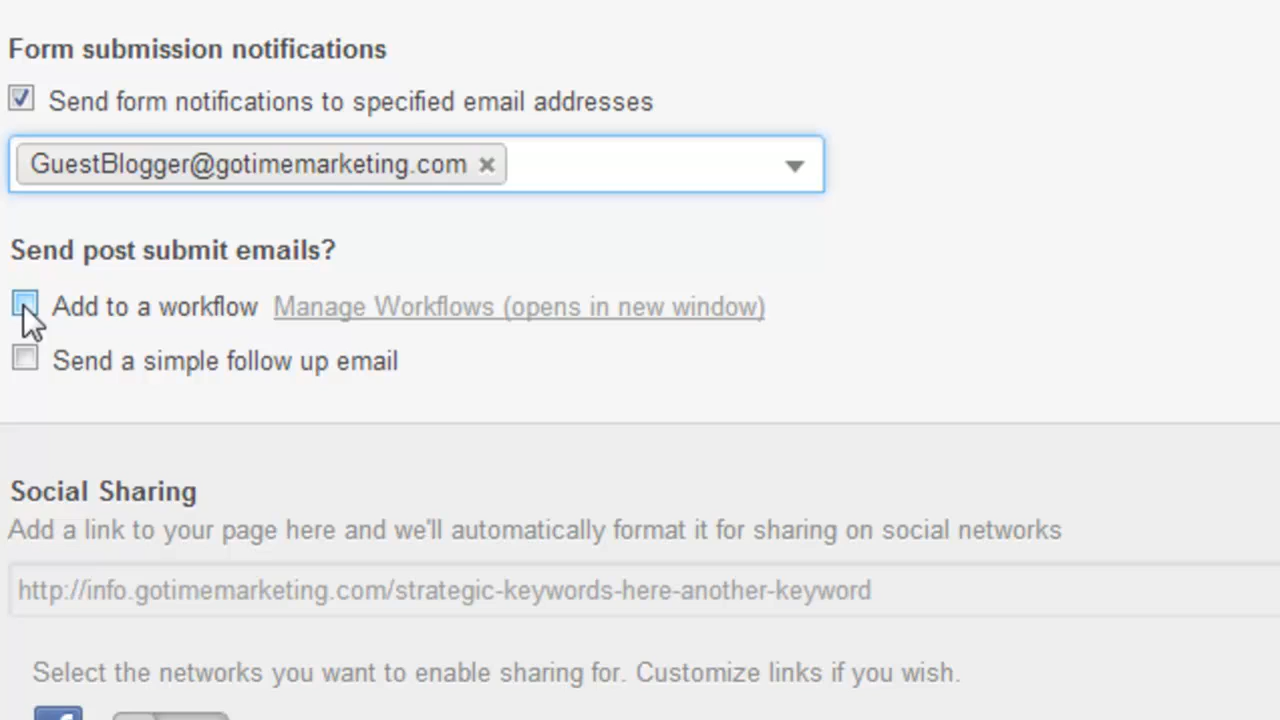 Form submission notifications
Send form notifications to specified email addresses
GuestBlogger@gotimemarketing.com
Send post submit emails?
Add to a workflow Manage Workflows (opens in new window)
Send a simple follow up email
Social Sharing
Add a link to your page here and we'll automatically format it for sharing on social networks
http://info.gotimemarketing.com/strategic-keywords-here-another-keyword
Select the networks you want to enable sharing for. Customize links if you wish.